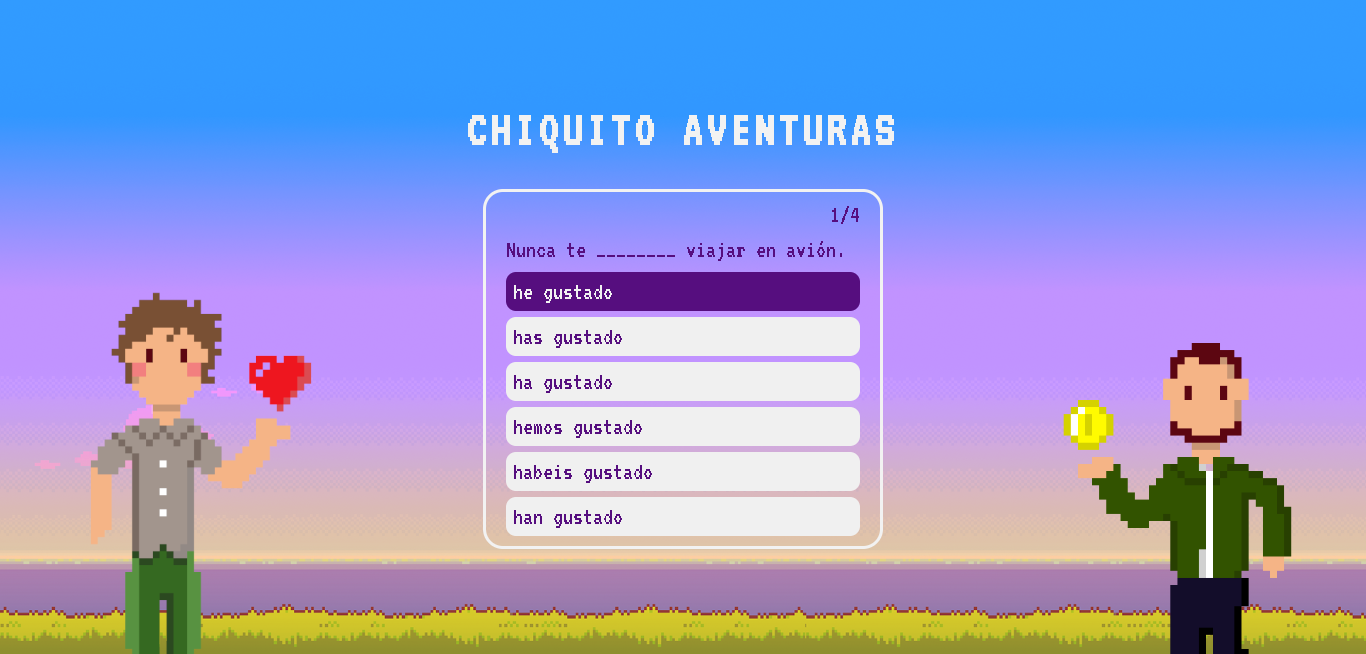 CHIQUITO AVENTURAS
1/4
Nunca te ________ viajar en avión.
he gustado
has gustado
ha gustado
hemos gustado
habeis gustado
han gustado